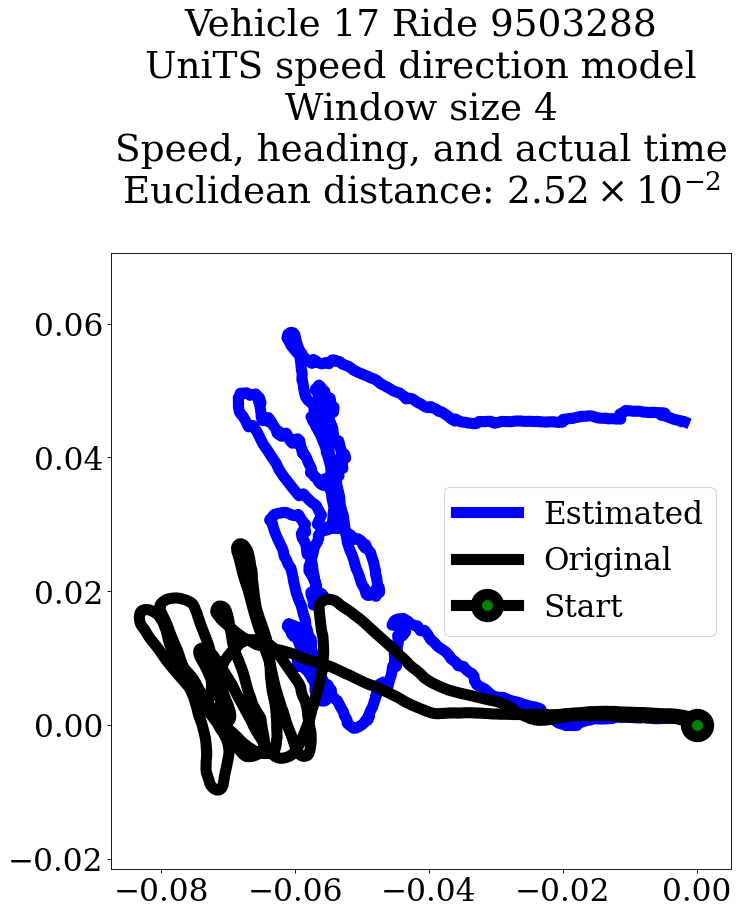 Vehicle 17 Ride 9503288
UniTS speed direction model
Window size 4
Speed, heading, and actual time
Euclidean distance: 2.52 × 10⁻²
0.06
0.04
0.02
0.00
−0.02
Estimated
Original
Start
−0.08 −0.06 −0.04 −0.02 0.00